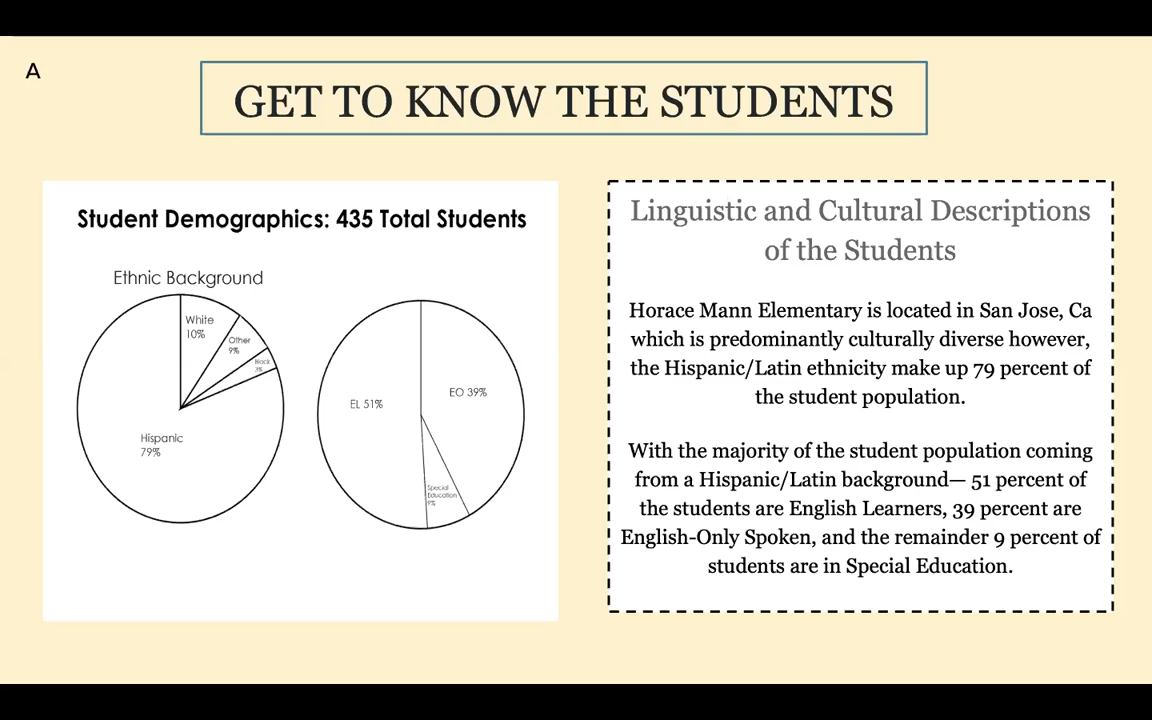 A
GET TO KNOW THE STUDENTS
Student Demographics: 435 Total Students
Ethnic Background
White
10%
Other
9%
Black
3%
Hispanic
79%
EL 51%
EO 39%
Special
Education
9%
Linguistic and Cultural Descriptions
of the Students
Horace Mann Elementary is located in San Jose, Ca
which is predominantly culturally diverse however,
the Hispanic/Latin ethnicity make up 79 percent of
the student population.
With the majority of the student population coming
from a Hispanic/Latin background— 51 percent of
the students are English Learners, 39 percent are
English-Only Spoken, and the remainder 9 percent of
students are in Special Education.